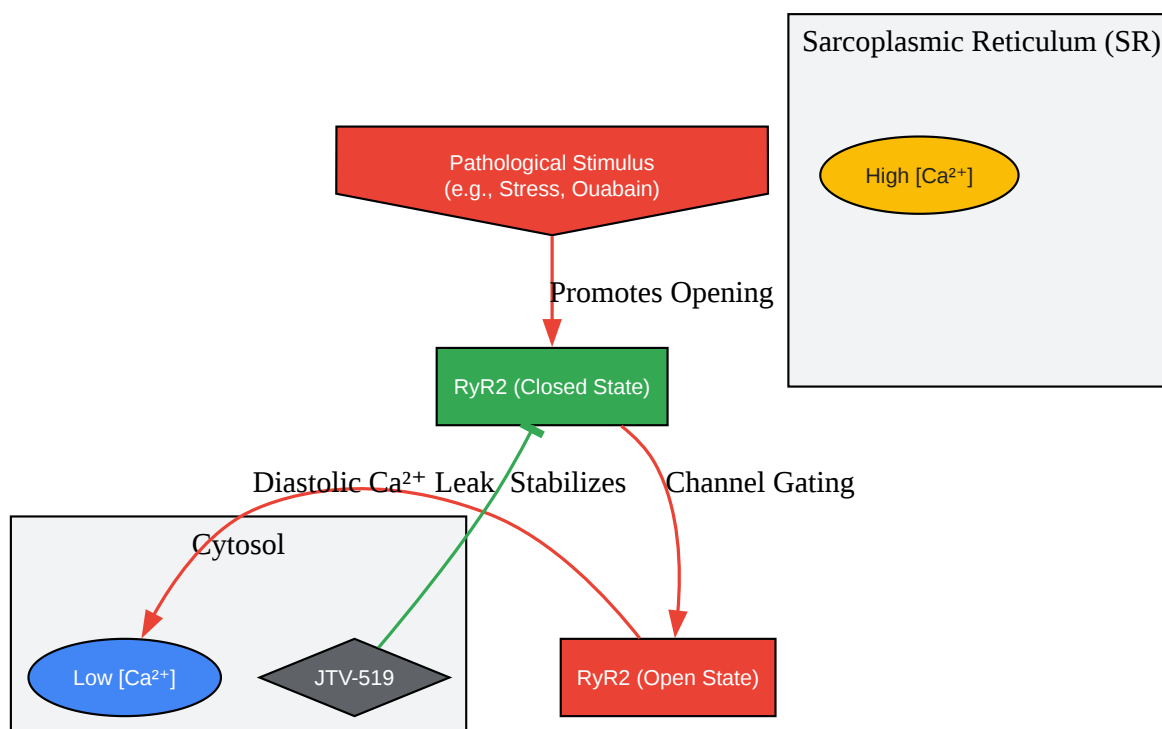 Sarcoplasmic Reticulum (SR)
High [Ca²⁺]
Pathological Stimulus
(e.g., Stress, Ouabain)
Promotes Opening
RyR2 (Closed State)
Diastolic Ca²⁺ Leak
Stabilizes
Channel Gating
Cytosol
Low [Ca²⁺]
JTV-519
RyR2 (Open State)